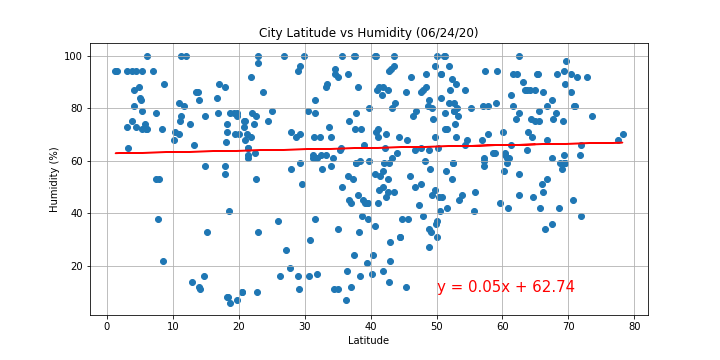 City Latitude vs Humidity (06/24/20)
100
80
60
40
20
Humidity (%)
y = 0.05x + 62.74
0 10 20 30 40 50 60 70 80
Latitude